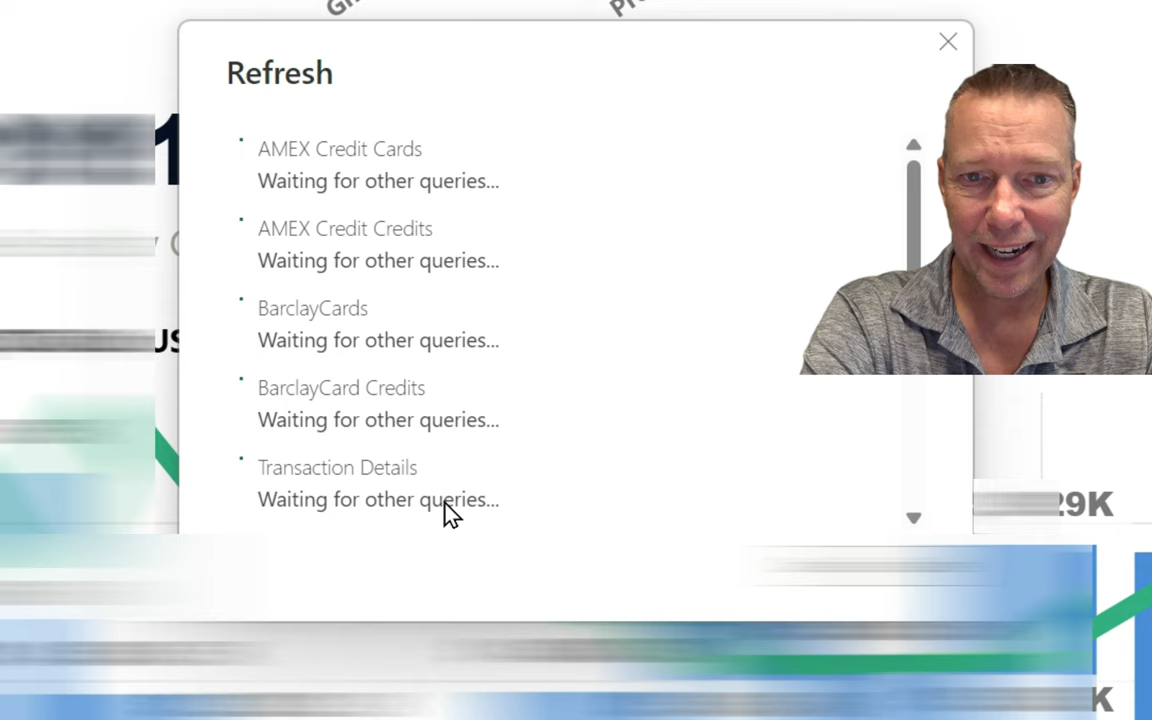 Refresh
AMEX Credit Cards
Waiting for other queries...
AMEX Credit Credits
Waiting for other queries...
BarclayCards
Waiting for other queries...
BarclayCard Credits
Waiting for other queries...
Transaction Details
Waiting for other queries...
29K
K